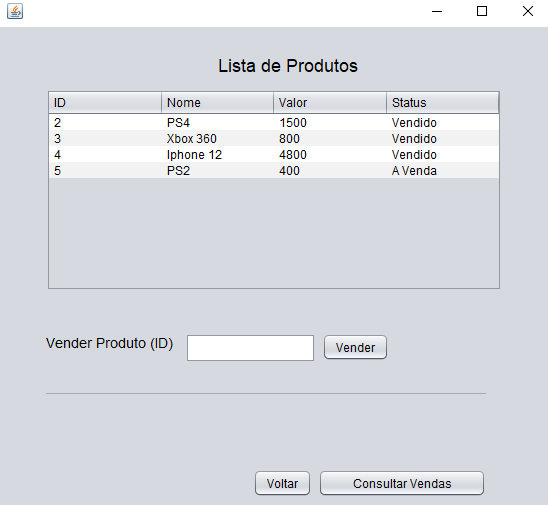 Lista de Produtos
ID Nome Valor Status
2 PS4 1500 Vendido
3 Xbox 360 800 Vendido
4 Iphone 12 4800 Vendido
5 PS2 400 A Venda
Vender Produto (ID) Vender
Voltar Consultar Vendas